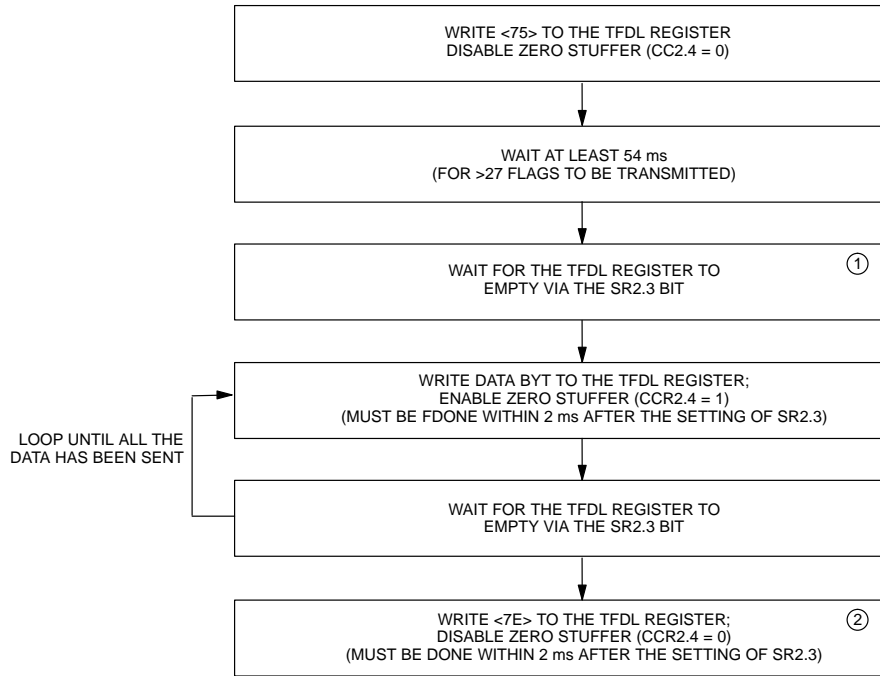 WRITE <75> TO THE TFDL REGISTER
DISABLE ZERO STUFFER (CC2.4 = 0)
WAIT AT LEAST 54 ms
(FOR >27 FLAGS TO BE TRANSMITTED)
1
WAIT FOR THE TFDL REGISTER TO
EMPTY VIA THE SR2.3 BIT
WRITE DATA BYT TO THE TFDL REGISTER;
ENABLE ZERO STUFFER (CCR2.4 = 1)
(MUST BE FDONE WITHIN 2 ms AFTER THE SETTING OF SR2.3)
LOOP UNTIL ALL THE
DATA HAS BEEN SENT
WAIT FOR THE TFDL REGISTER TO
EMPTY VIA THE SR2.3 BIT
2
WRITE <7E> TO THE TFDL REGISTER;
DISABLE ZERO STUFFER (CCR2.4 = 0)
(MUST BE DONE WITHIN 2 ms AFTER THE SETTING OF SR2.3)